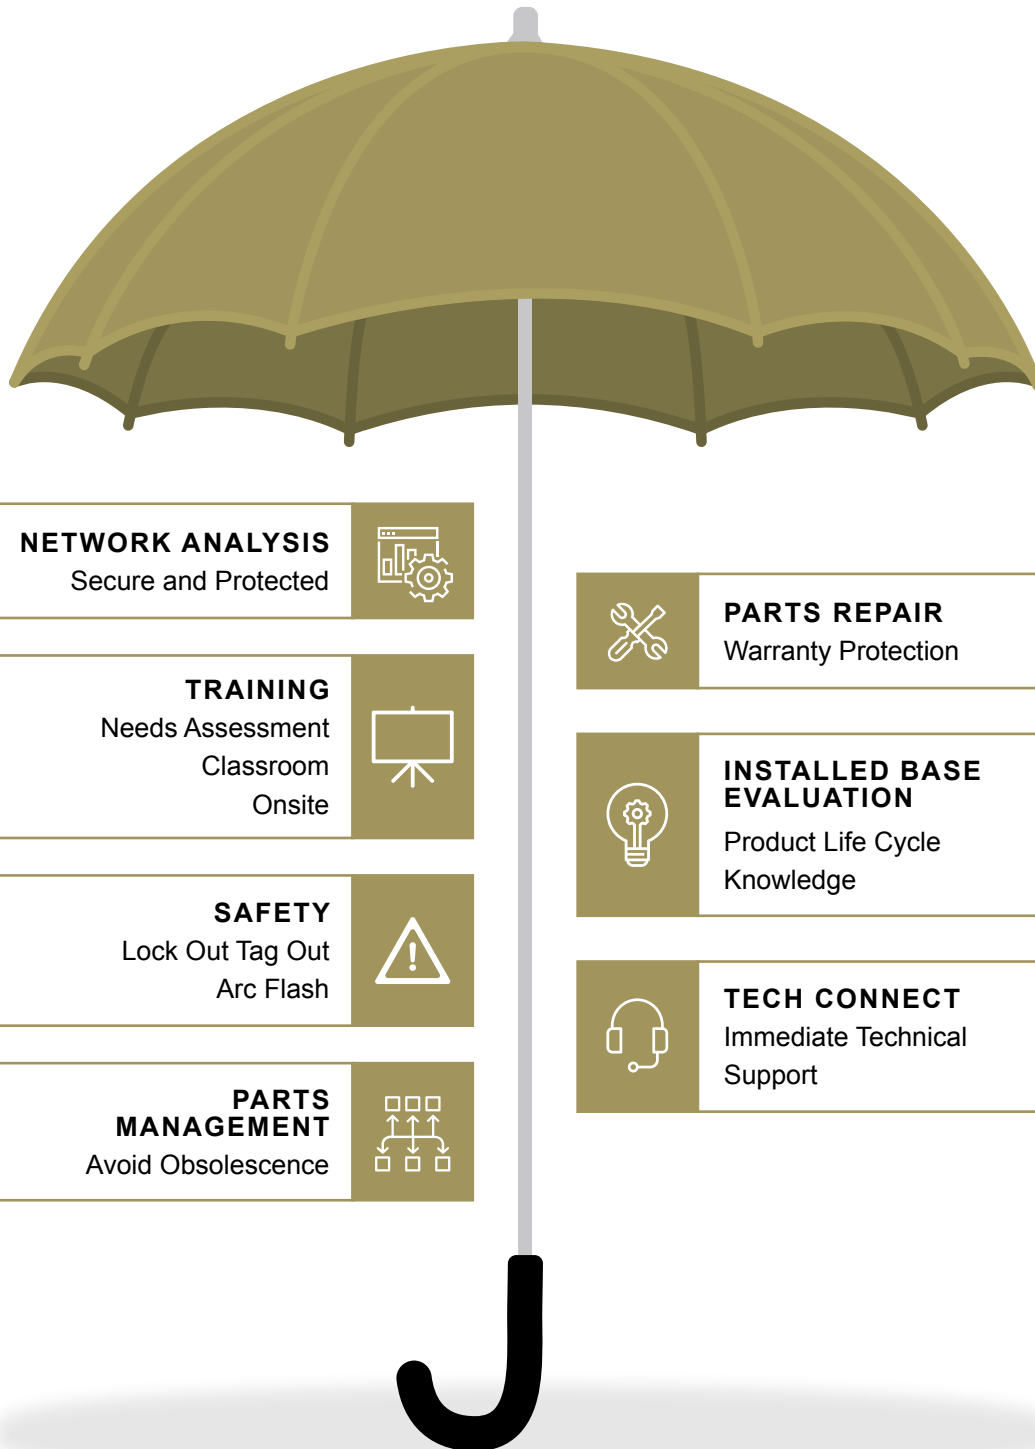 NETWORK ANALYSIS
Secure and Protected
TRAINING
Needs Assessment
Classroom
Onsite
SAFETY
Lock Out Tag Out
Arc Flash
PARTS
MANAGEMENT
Avoid Obsolescence
PARTS REPAIR
Warranty Protection
INSTALLED BASE
EVALUATION
Product Life Cycle
Knowledge
TECH CONNECT
Immediate Technical
Support